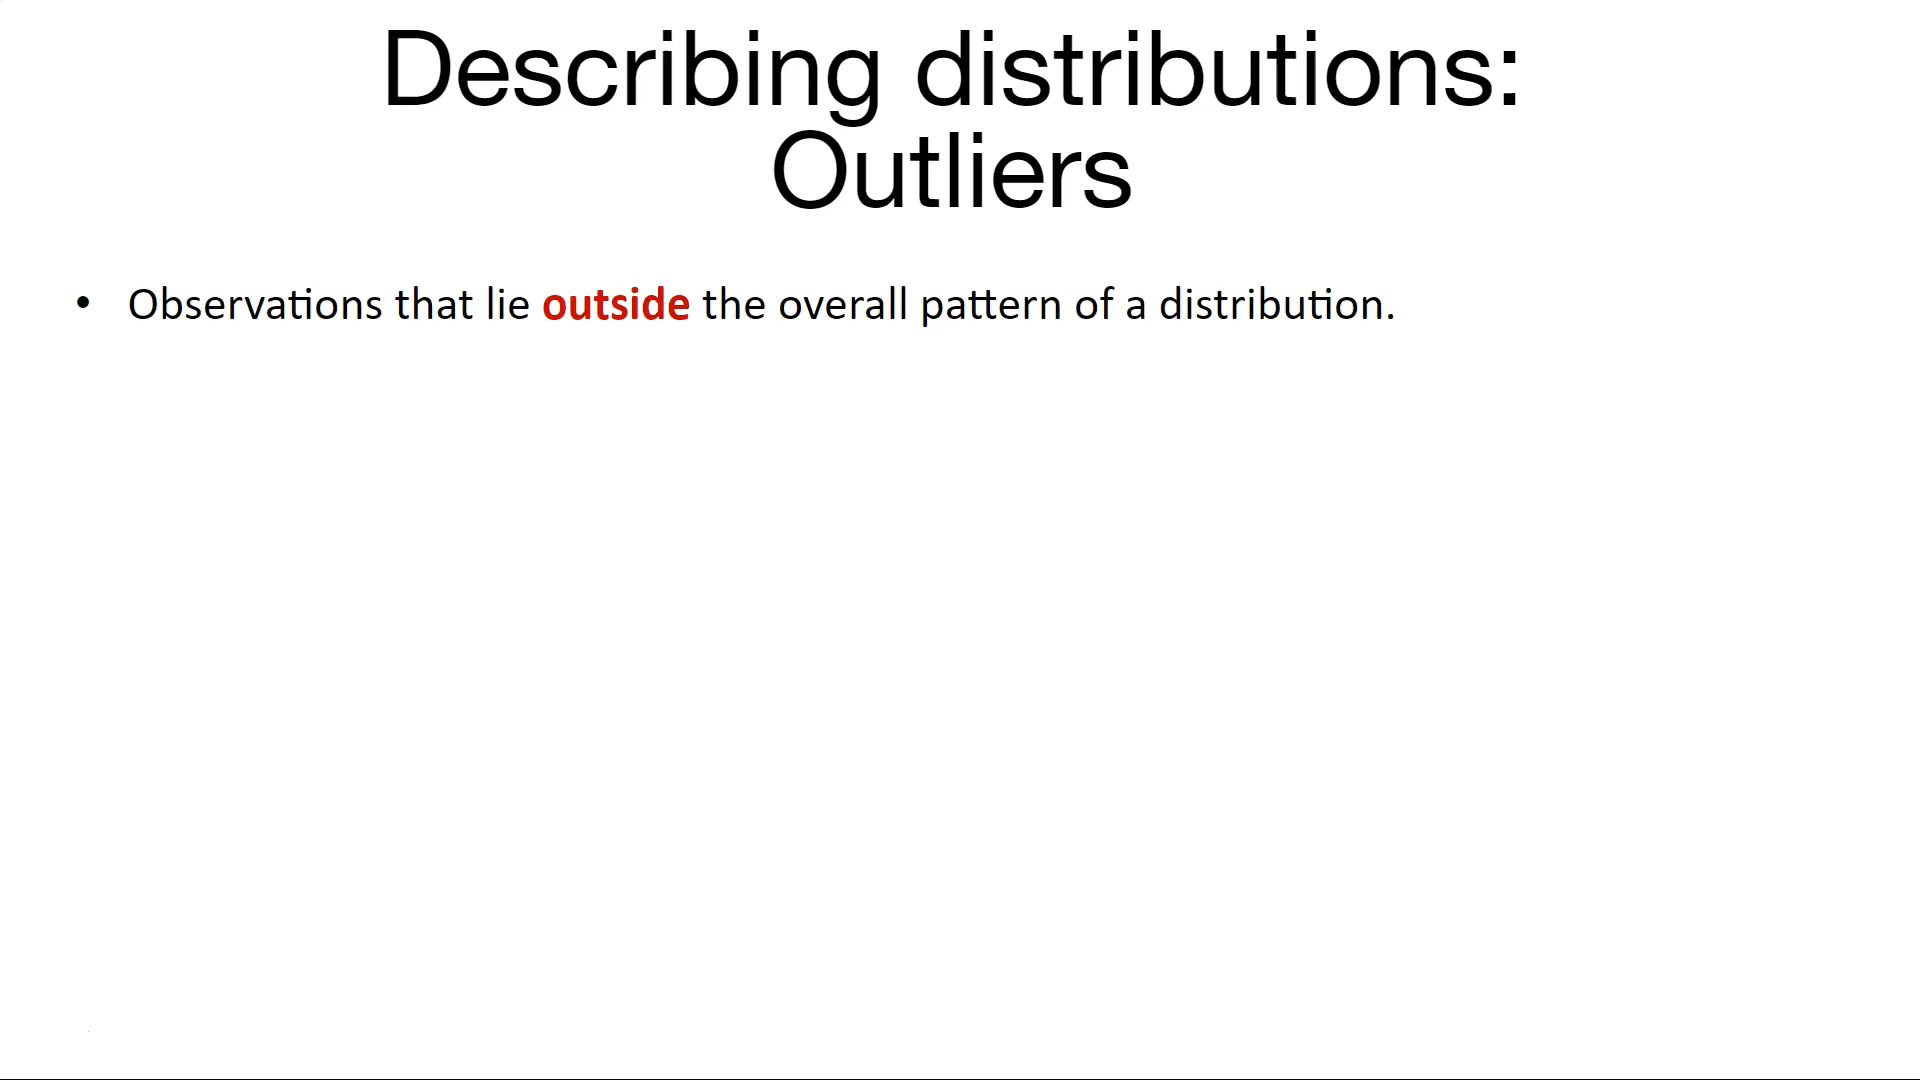 Describing distributions:
Outliers
• Observations that lie outside the overall pattern of a distribution.